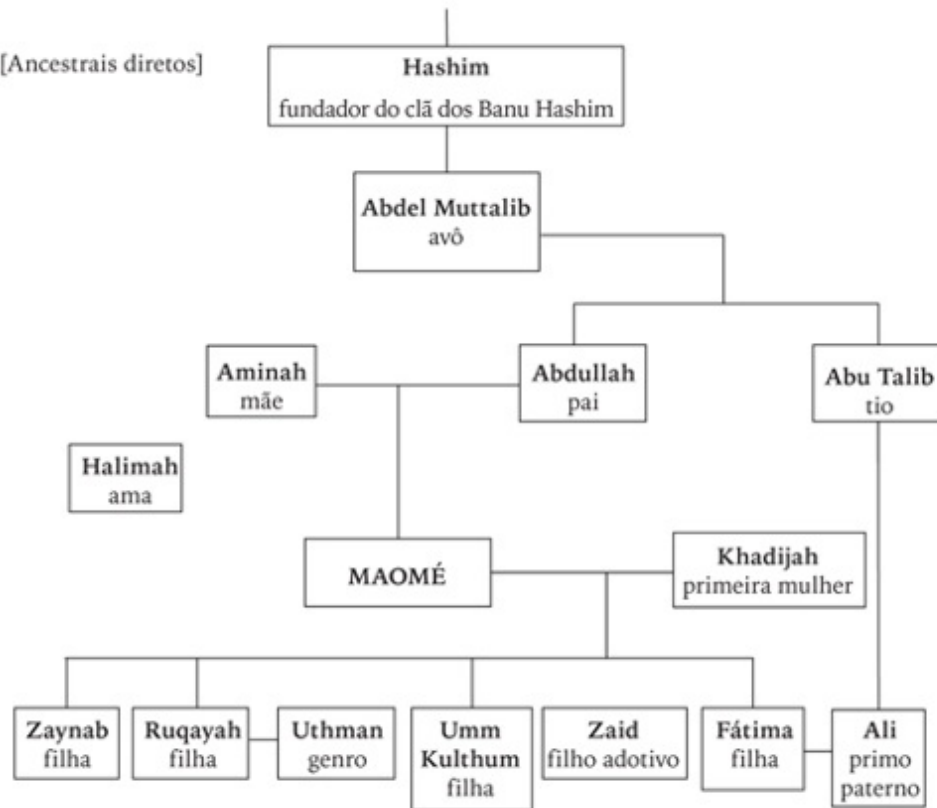 [Ancestrais diretos]
Hashim
fundador do clã dos Banu Hashim
Abdel Muttalib
avô
Aminah
mãe
Abdullah
pai
Abu Talib
tio
Halimah
ama
MAOMÉ
Khadijah
primeira mulher
Zaynab
filha
Ruqayah
filha
Uthman
genro
Umm
Kulthum
filha
Zaid
filho adotivo
Fátima
filha
Ali
primo
paterno